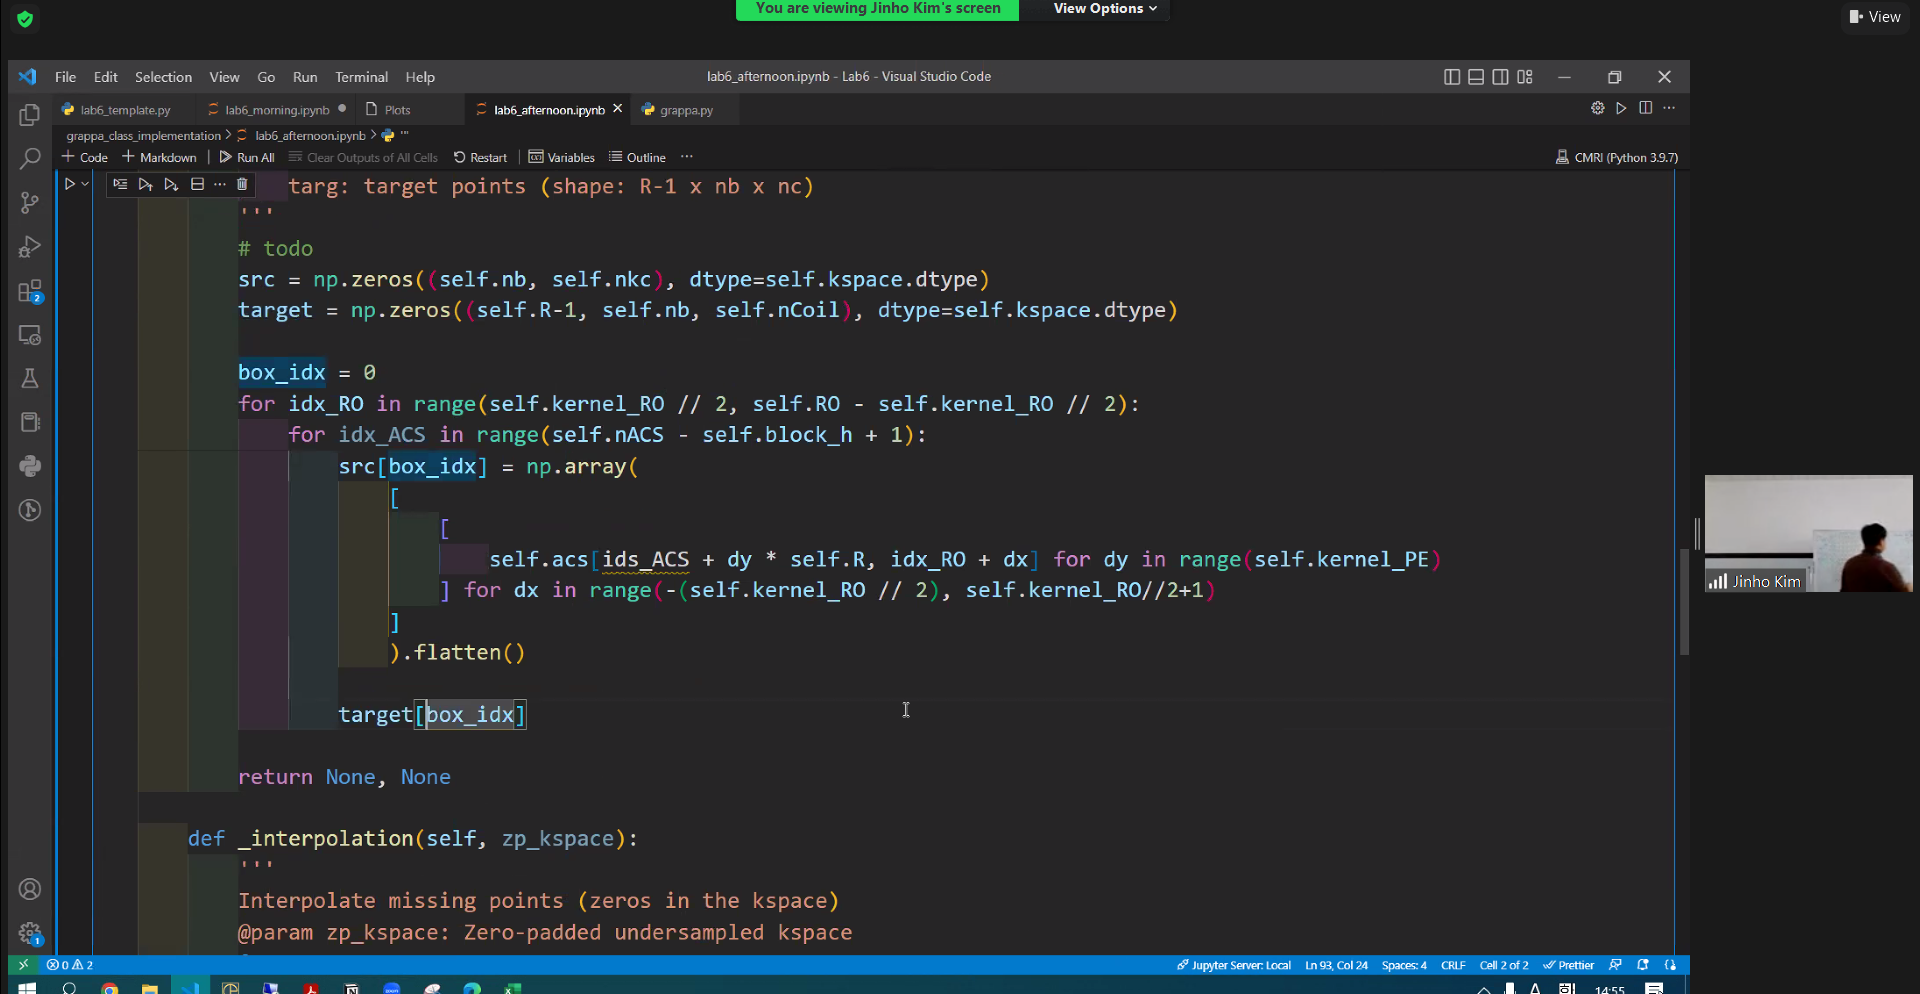 You are viewing Jinho Kim's screen
View Options
View
File Edit Selection View Go Run Terminal Help
lab6_afternoon.ipynb - Lab6 - Visual Studio Code
lab6_template.py
lab6_morning.ipynb
Plots
lab6_afternoon.ipynb
grappa.py
grappa_class_implementation > lab6_afternoon.ipynb > '''
+ Code + Markdown Run All Clear Outputs of All Cells Restart Variables Outline ...
CMRI (Python 3.9.7)
targ: target points (shape: R-1 x nb x nc)
'''
# todo
src = np.zeros((self.nb, self.nkc), dtype=self.kspace.dtype)
target = np.zeros((self.R-1, self.nb, self.nCoil), dtype=self.kspace.dtype)
box_idx = 0
for idx_RO in range(self.kernel_RO // 2, self.RO - self.kernel_RO // 2):
for idx_ACS in range(self.nACS - self.block_h + 1):
src[box_idx] = np.array(
[
[
self.acs[ids_ACS + dy * self.R, idx_RO + dx] for dy in range(self.kernel_PE)
] for dx in range(-(self.kernel_RO // 2), self.kernel_RO//2+1)
]
).flatten()
target[box_idx]
return None, None
def _interpolation(self, zp_kspace):
'''
Interpolate missing points (zeros in the kspace)
@param zp_kspace: Zero-padded undersampled kspace
Jinho Kim
2
1
0 2
Jupyter Server: Local Ln 93, Col 24 Spaces: 4 CRLF Cell 2 of 2 Prettier
14:55